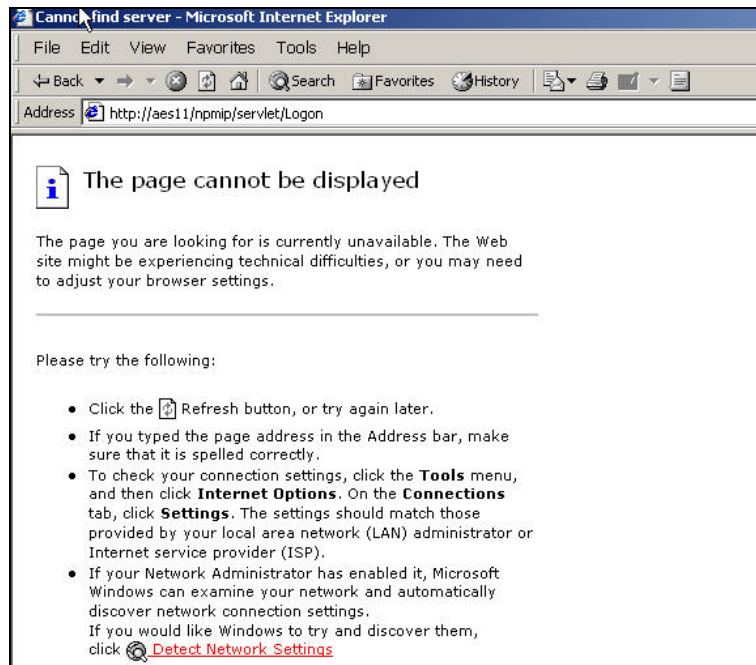 Cannot find server - Microsoft Internet Explorer
File Edit View Favorites Tools Help
Back Search Favorites History
Address http://aes11/npmip/servlet/Logon
The page cannot be displayed
The page you are looking for is currently unavailable. The Web
site might be experiencing technical difficulties, or you may need
to adjust your browser settings.
Please try the following:
• Click the Refresh button, or try again later.
• If you typed the page address in the Address bar, make
sure that it is spelled correctly.
• To check your connection settings, click the Tools menu,
and then click Internet Options. On the Connections
tab, click Settings. The settings should match those
provided by your local area network (LAN) administrator or
Internet service provider (ISP).
• If your Network Administrator has enabled it, Microsoft
Windows can examine your network and automatically
discover network connection settings.
If you would like Windows to try and discover them,
click Detect Network Settings